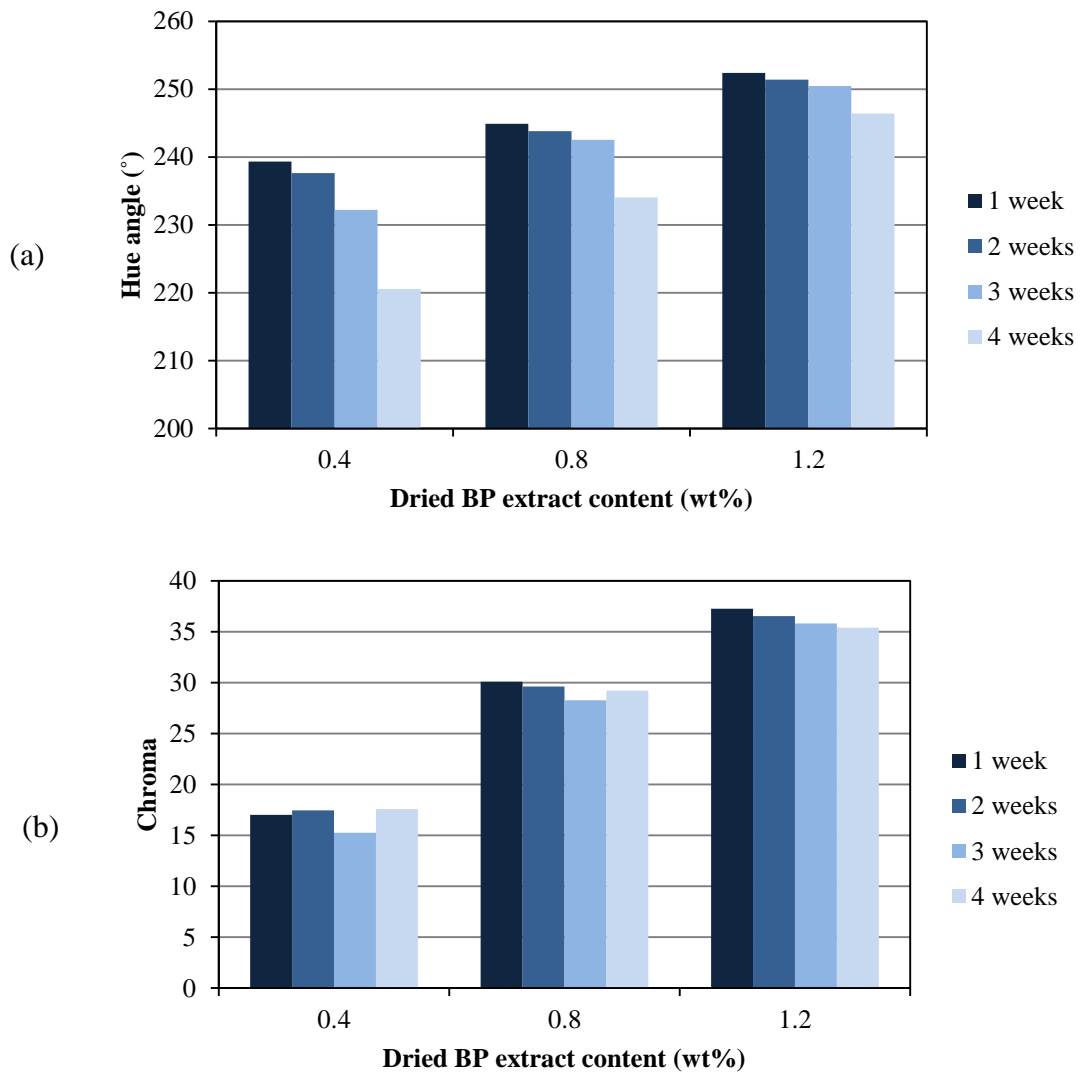 (a)
Hue angle (°)
260
250
240
230
220
210
200
0.4 0.8 1.2
Dried BP extract content (wt%)
1 week
2 weeks
3 weeks
4 weeks
(b)
Chroma
40
35
30
25
20
15
10
5
0
0.4 0.8 1.2
Dried BP extract content (wt%)
1 week
2 weeks
3 weeks
4 weeks